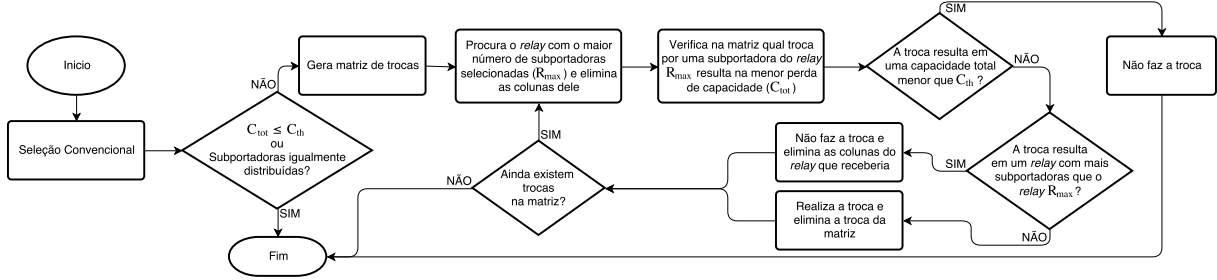 Inicio
Seleção Convencional
C_tot ≤ C_th
ou
Subportadoras igualmente
distribuídas?
NÃO
SIM
Fim
Gera matriz de trocas
Procura o relay com o maior
número de subportadoras
selecionadas (R_max) e elimina
as colunas dele
Verifica na matriz qual troca
por uma subportadora do relay
R_max resulta na menor perda
de capacidade (C_tot)
A troca resulta em
uma capacidade total
menor que C_th ?
SIM
NÃO
Não faz a troca
A troca resulta
em um relay com mais
subportadoras que o
relay R_max ?
SIM
NÃO
Não faz a troca e
elimina as colunas do
relay que receberia
Realiza a troca e
elimina a troca da
matriz
Ainda existem
trocas
na matriz?
SIM
NÃO